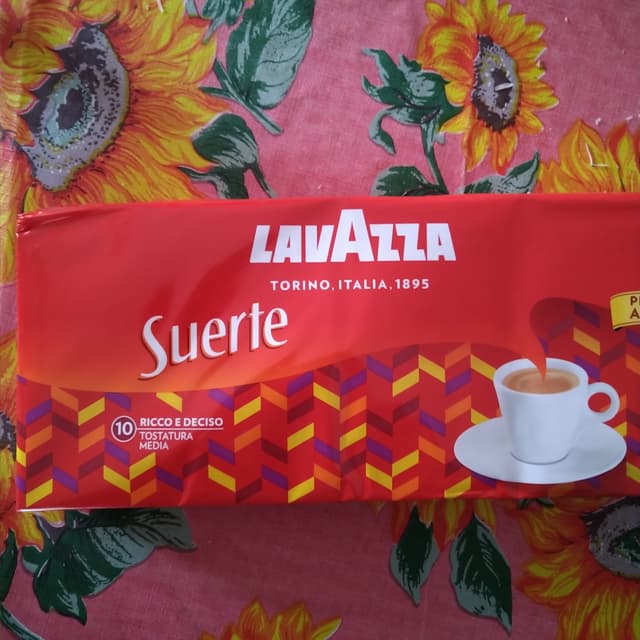 LAVAZZA
TORINO, ITALIA, 1895
Suerte
10
RICCO E DECISO
TOSTATURA
MEDIA